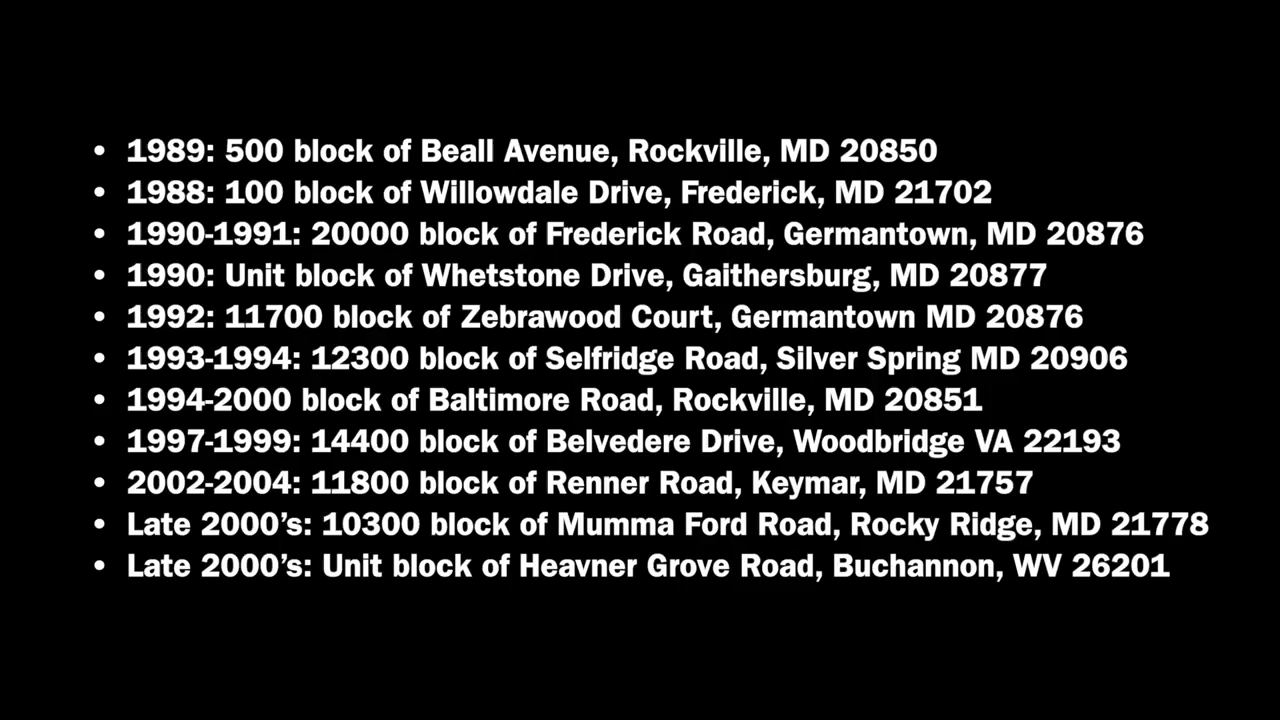 • 1989: 500 block of Beall Avenue, Rockville, MD 20850
• 1988: 100 block of Willowdale Drive, Frederick, MD 21702
• 1990-1991: 20000 block of Frederick Road, Germantown, MD 20876
• 1990: Unit block of Whetstone Drive, Gaithersburg, MD 20877
• 1992: 11700 block of Zebrawood Court, Germantown MD 20876
• 1993-1994: 12300 block of Selfridge Road, Silver Spring MD 20906
• 1994-2000 block of Baltimore Road, Rockville, MD 20851
• 1997-1999: 14400 block of Belvedere Drive, Woodbridge VA 22193
• 2002-2004: 11800 block of Renner Road, Keymar, MD 21757
• Late 2000’s: 10300 block of Mumma Ford Road, Rocky Ridge, MD 21778
• Late 2000’s: Unit block of Heavner Grove Road, Buchannon, WV 26201